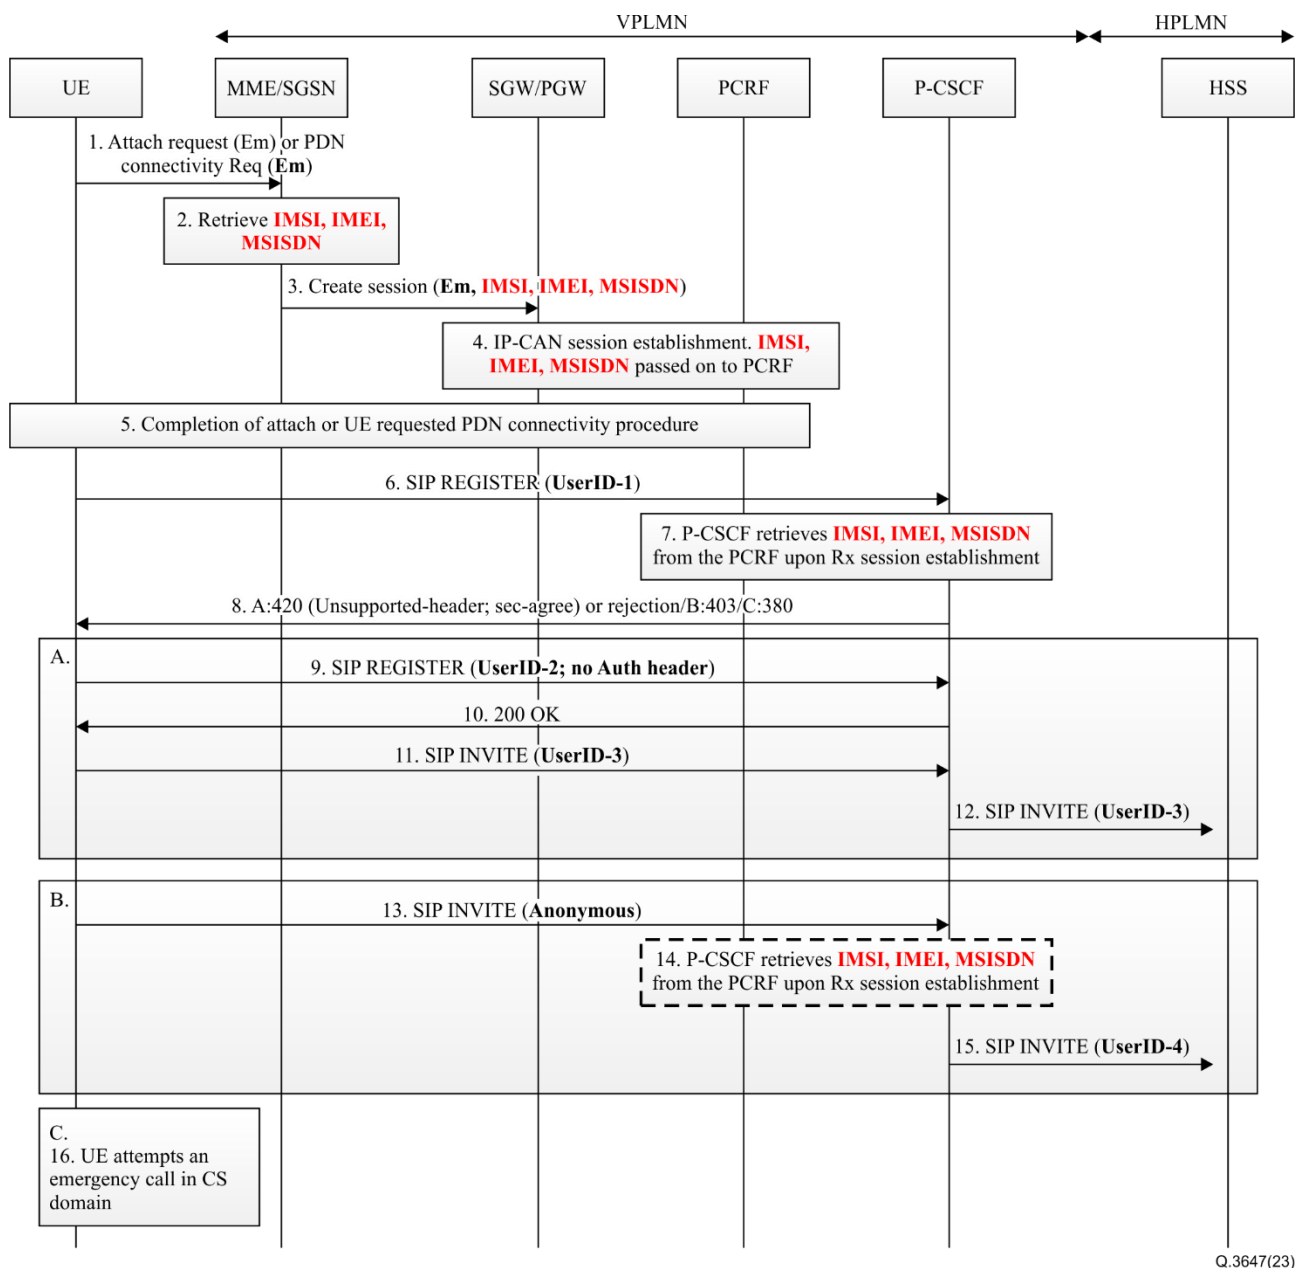 VPLMN
HPLMN
UE
MME/SGSN
SGW/PGW
PCRF
P-CSCF
HSS
1. Attach request (Em) or PDN
connectivity Req (Em)
2. Retrieve IMSI, IMEI,
MSISDN
3. Create session (Em, IMSI, IMEI, MSISDN)
4. IP-CAN session establishment. IMSI,
IMEI, MSISDN passed on to PCRF
5. Completion of attach or UE requested PDN connectivity procedure
6. SIP REGISTER (UserID-1)
7. P-CSCF retrieves IMSI, IMEI, MSISDN
from the PCRF upon Rx session establishment
8. A:420 (Unsupported-header; sec-agree) or rejection/B:403/C:380
A.
9. SIP REGISTER (UserID-2; no Auth header)
10. 200 OK
11. SIP INVITE (UserID-3)
12. SIP INVITE (UserID-3)
B.
13. SIP INVITE (Anonymous)
14. P-CSCF retrieves IMSI, IMEI, MSISDN
from the PCRF upon Rx session establishment
15. SIP INVITE (UserID-4)
C.
16. UE attempts an
emergency call in CS
domain
Q.3647(23)